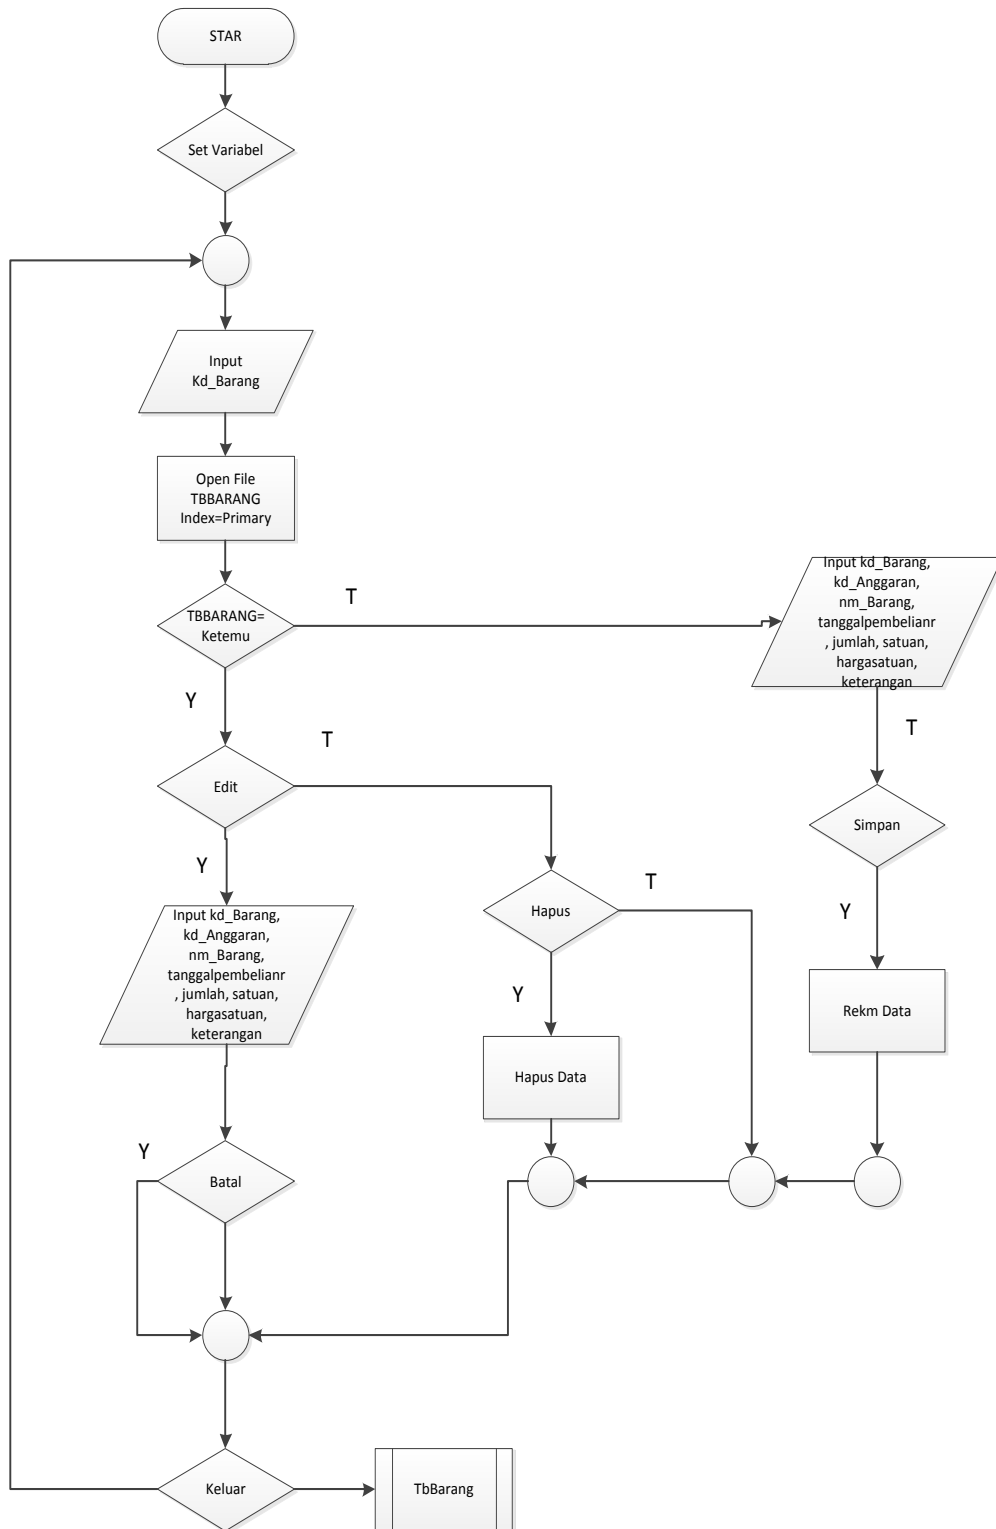 STAR
Set Variabel
Input
Kd_Barang
Open File
TBBARANG
Index=Primary
TBBARANG=
Ketemu
T
Input kd_Barang,
kd_Anggaran,
nm_Barang,
tanggalpembelianr
, jumlah, satuan,
hargasatuan,
keterangan
Y
T
T
Edit
Simpan
Y
T
Hapus
Y
Input kd_Barang,
kd_Anggaran,
nm_Barang,
tanggalpembelianr
, jumlah, satuan,
hargasatuan,
keterangan
Y
Rekm Data
Hapus Data
Y
Batal
Keluar
TbBarang